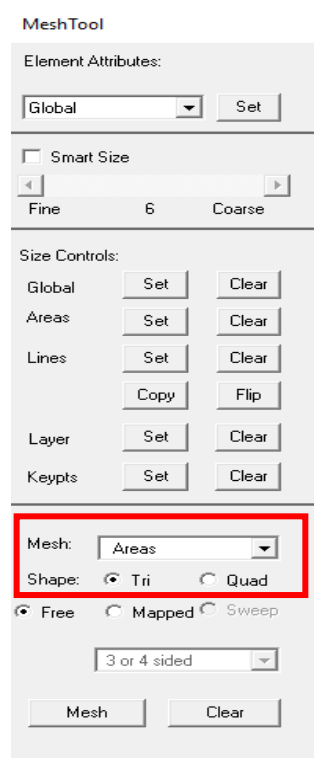 MeshTool
Element Attributes:
Global Set
Smart Size
Fine 6 Coarse
Size Controls:
Global Set Clear
Areas Set Clear
Lines Set Clear
Copy Flip
Layer Set Clear
Keypts Set Clear
Mesh: Areas
Shape: Tri Quad
Free Mapped Sweep
3 or 4 sided
Mesh Clear